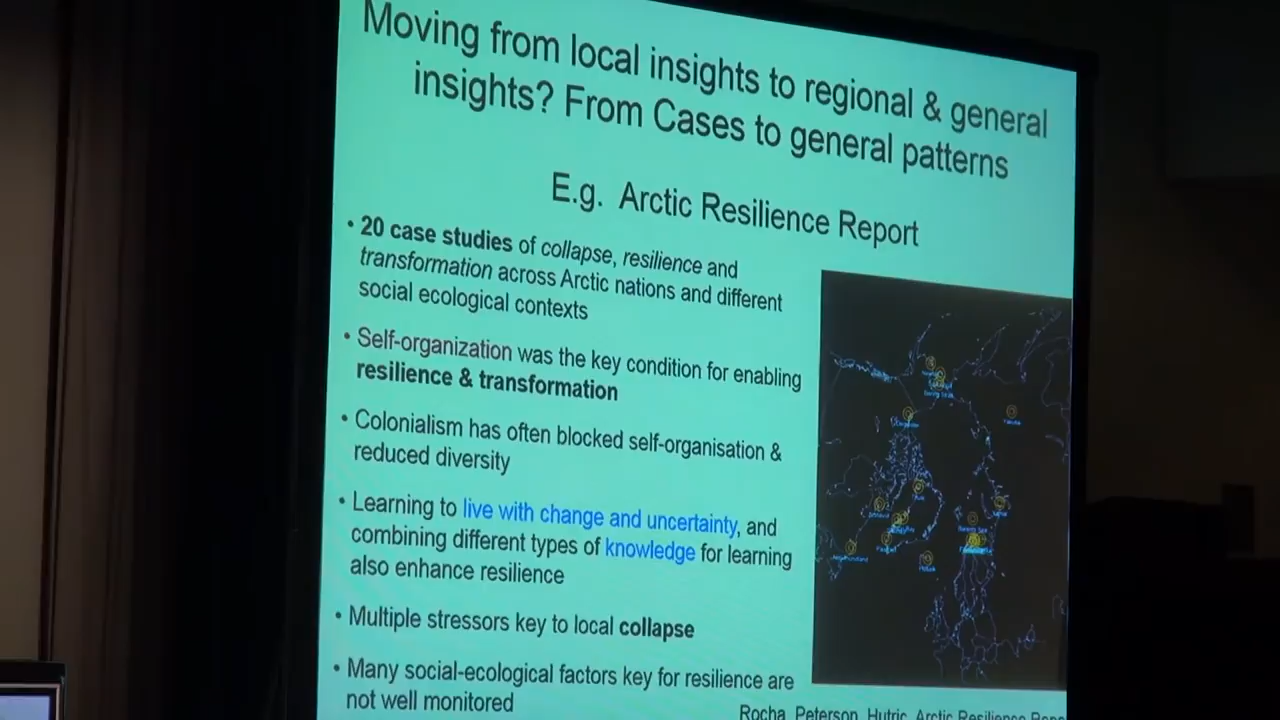 Moving from local insights to regional & general
insights? From Cases to general patterns
E.g. Arctic Resilience Report
• 20 case studies of collapse, resilience and
transformation across Arctic nations and different
social ecological contexts
• Self-organization was the key condition for enabling
resilience & transformation
• Colonialism has often blocked self-organisation &
reduced diversity
• Learning to live with change and uncertainty, and
combining different types of knowledge for learning
also enhance resilience
• Multiple stressors key to local collapse
• Many social-ecological factors key for resilience are
not well monitored
Rocha, Peterson, Hutric, Arctic Resilience